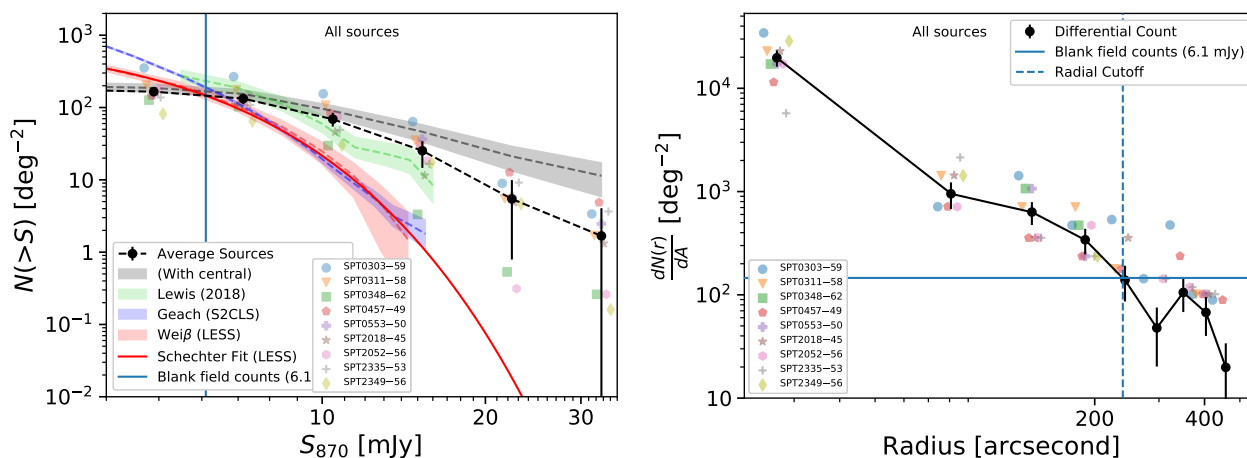 All sources
10²
10¹
1
10⁻¹
10⁻²
N(>S) [deg⁻²]
10
20
30
S₈₇₀ [mJy]
Average Sources
(With central)
Lewis (2018)
Geach (S2CLS)
Weiβ (LESS)
Schechter Fit (LESS)
Blank field counts (6.1
SPT0303−59
SPT0311−58
SPT0348−62
SPT0457−49
SPT0553−50
SPT2018−45
SPT2052−56
SPT2335−53
SPT2349−56
All sources
Differential Count
Blank field counts (6.1 mJy)
Radial Cutoff
10⁴
10³
10²
10
dN(r)/dA [deg⁻²]
SPT0303−59
SPT0311−58
SPT0348−62
SPT0457−49
SPT0553−50
SPT2018−45
SPT2052−56
SPT2335−53
SPT2349−56
200
400
Radius [arcsecond]